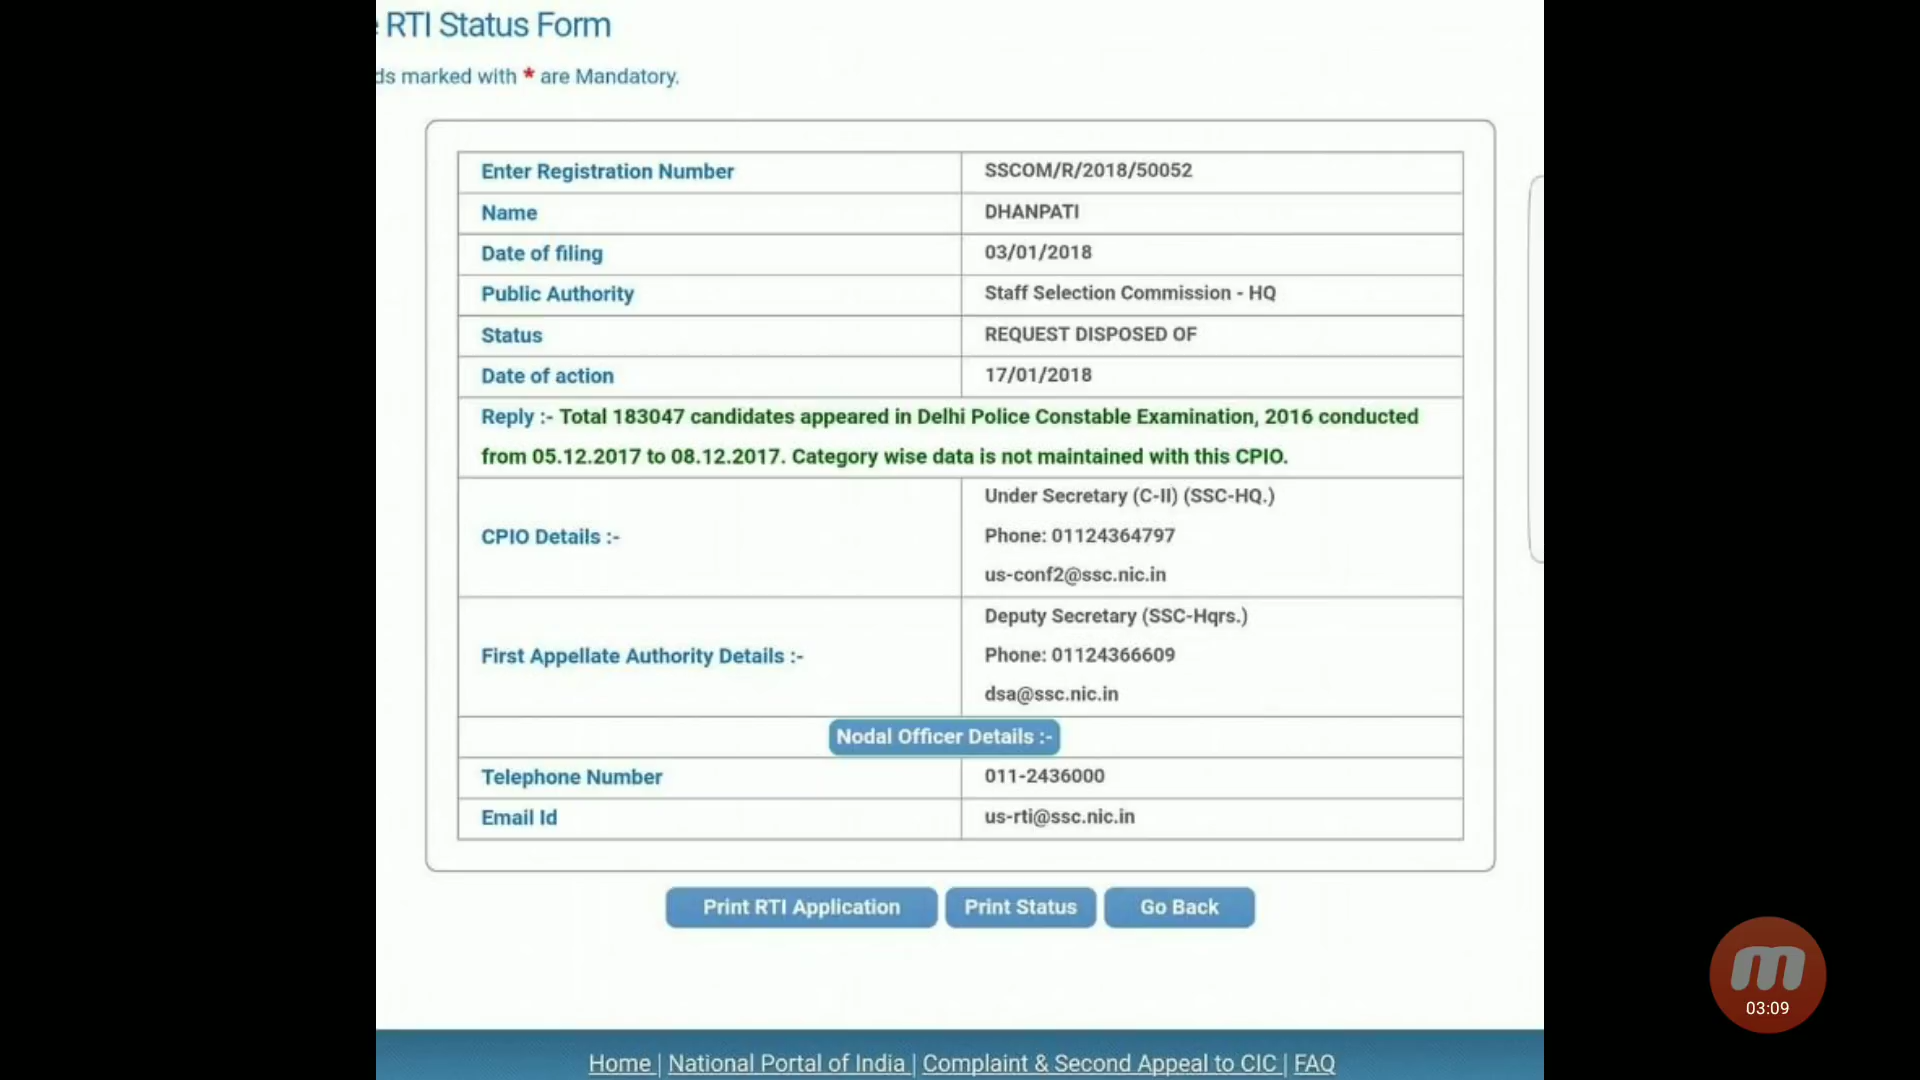 RTI Status Form
ds marked with * are Mandatory.
Enter Registration Number SSCOM/R/2018/50052
Name DHANPATI
Date of filing 03/01/2018
Public Authority Staff Selection Commission - HQ
Status REQUEST DISPOSED OF
Date of action 17/01/2018
Reply :- Total 183047 candidates appeared in Delhi Police Constable Examination, 2016 conducted
from 05.12.2017 to 08.12.2017. Category wise data is not maintained with this CPIO.
CPIO Details :-
Under Secretary (C-II) (SSC-HQ.)
Phone: 01124364797
us-conf2@ssc.nic.in
First Appellate Authority Details :-
Deputy Secretary (SSC-Hqrs.)
Phone: 01124366609
dsa@ssc.nic.in
Nodal Officer Details :-
Telephone Number 011-2436000
Email Id us-rti@ssc.nic.in
Print RTI Application Print Status Go Back
Home | National Portal of India | Complaint & Second Appeal to CIC | FAQ
m
03:09